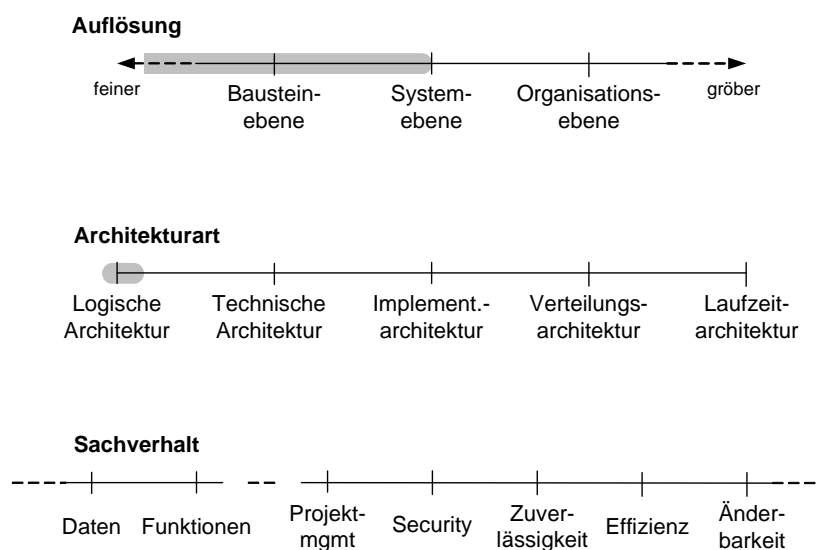 Auflösung
feiner
Baustein-
ebene
System-
ebene
Organisations-
ebene
gröber
Architekturart
Logische
Architektur
Technische
Architektur
Implement.-
architektur
Verteilungs-
architektur
Laufzeit-
architektur
Sachverhalt
Daten
Funktionen
Projekt-
mgmt
Security
Zuver-
lässigkeit
Effizienz
Änder-
barkeit